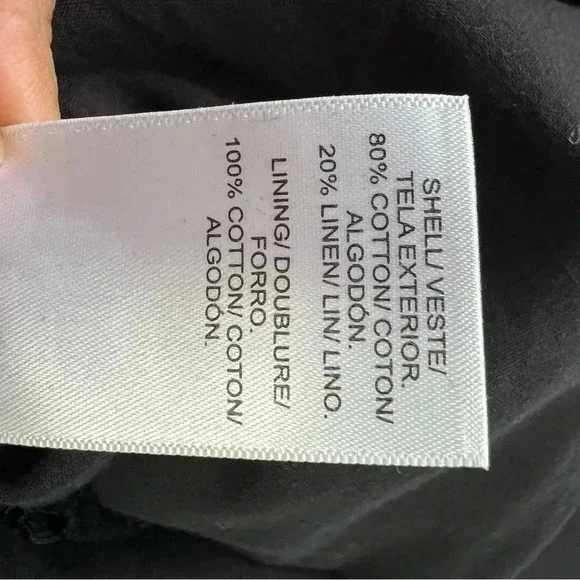 SHELL/ VESTE/
TELA EXTERIOR.
80% COTTON/ COTON/
ALGODÓN.
20% LINEN/ LIN/ LINO.
LINING/ DOUBLURE/
FORRO.
100% COTTON/ COTON/
ALGODÓN.